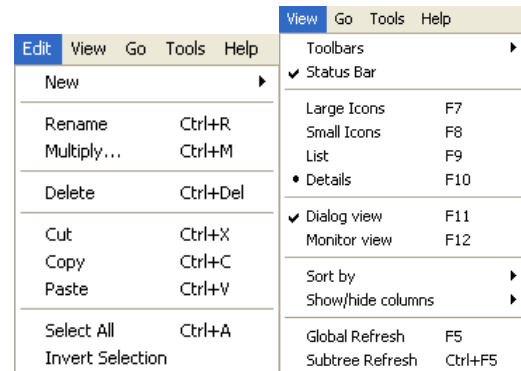 Edit View Go Tools Help
New
Rename Ctrl+R
Multiply... Ctrl+M
Delete Ctrl+Del
Cut Ctrl+X
Copy Ctrl+C
Paste Ctrl+V
Select All Ctrl+A
Invert Selection
View Go Tools Help
Toolbars
Status Bar
Large Icons F7
Small Icons F8
List F9
Details F10
Dialog view F11
Monitor view F12
Sort by
Show/hide columns
Global Refresh F5
Subtree Refresh Ctrl+F5